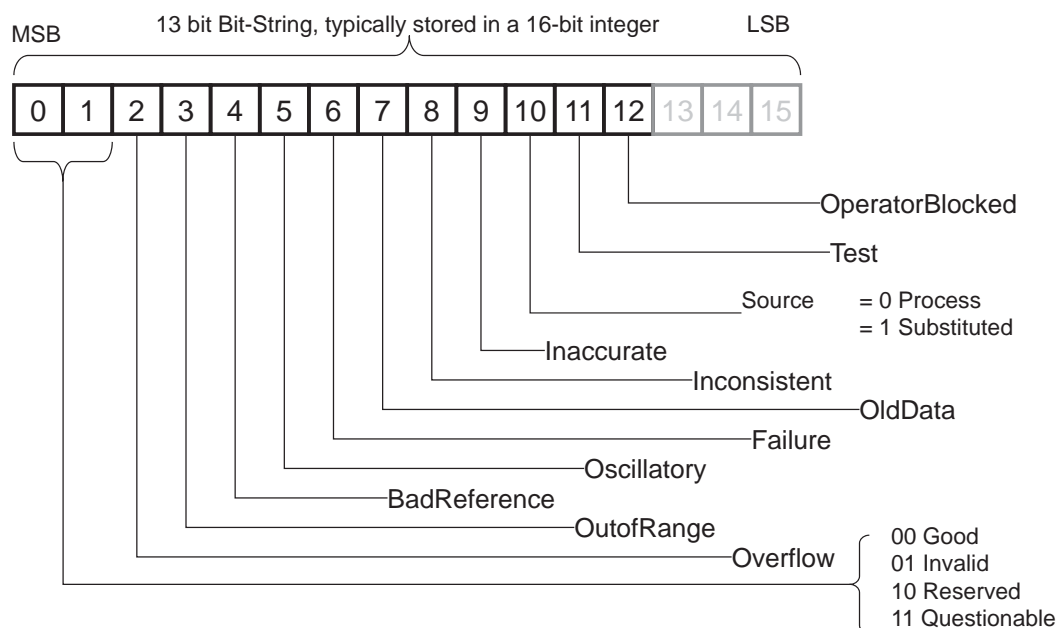 MSB 13 bit Bit-String, typically stored in a 16-bit integer LSB
0 1 2 3 4 5 6 7 8 9 10 11 12 13 14 15
OperatorBlocked
Test
Source = 0 Process
= 1 Substituted
Inaccurate
Inconsistent
OldData
Failure
Oscillatory
BadReference
OutofRange
Overflow
00 Good
01 Invalid
10 Reserved
11 Questionable